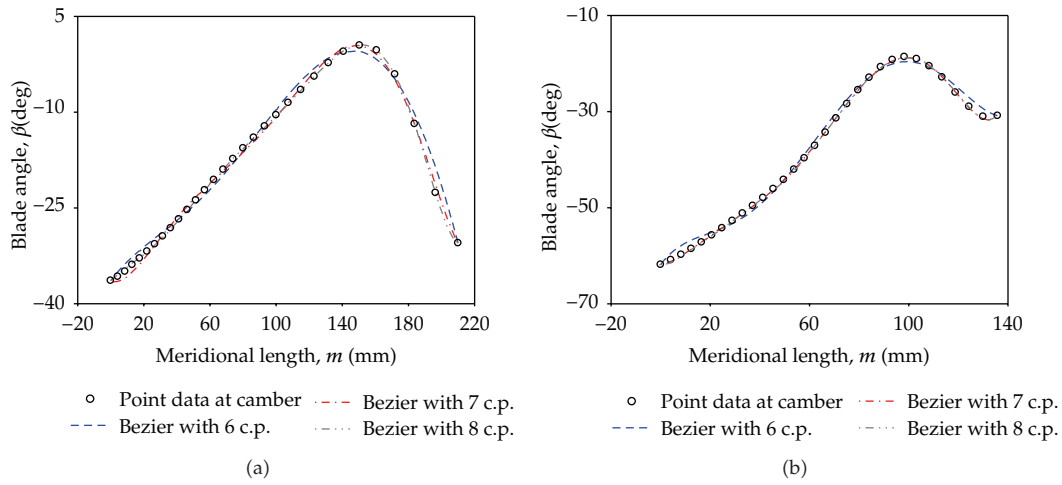 5
−10
−25
−40
Blade angle, β(deg)
−20 20 60 100 140 180 220
Meridional length, m (mm)
Point data at camber
Bezier with 6 c.p.
Bezier with 7 c.p.
Bezier with 8 c.p.
(a)
−10
−30
−50
−70
Blade angle, β(deg)
−20 20 60 100 140
Meridional length, m (mm)
Point data at camber
Bezier with 6 c.p.
Bezier with 7 c.p.
Bezier with 8 c.p.
(b)